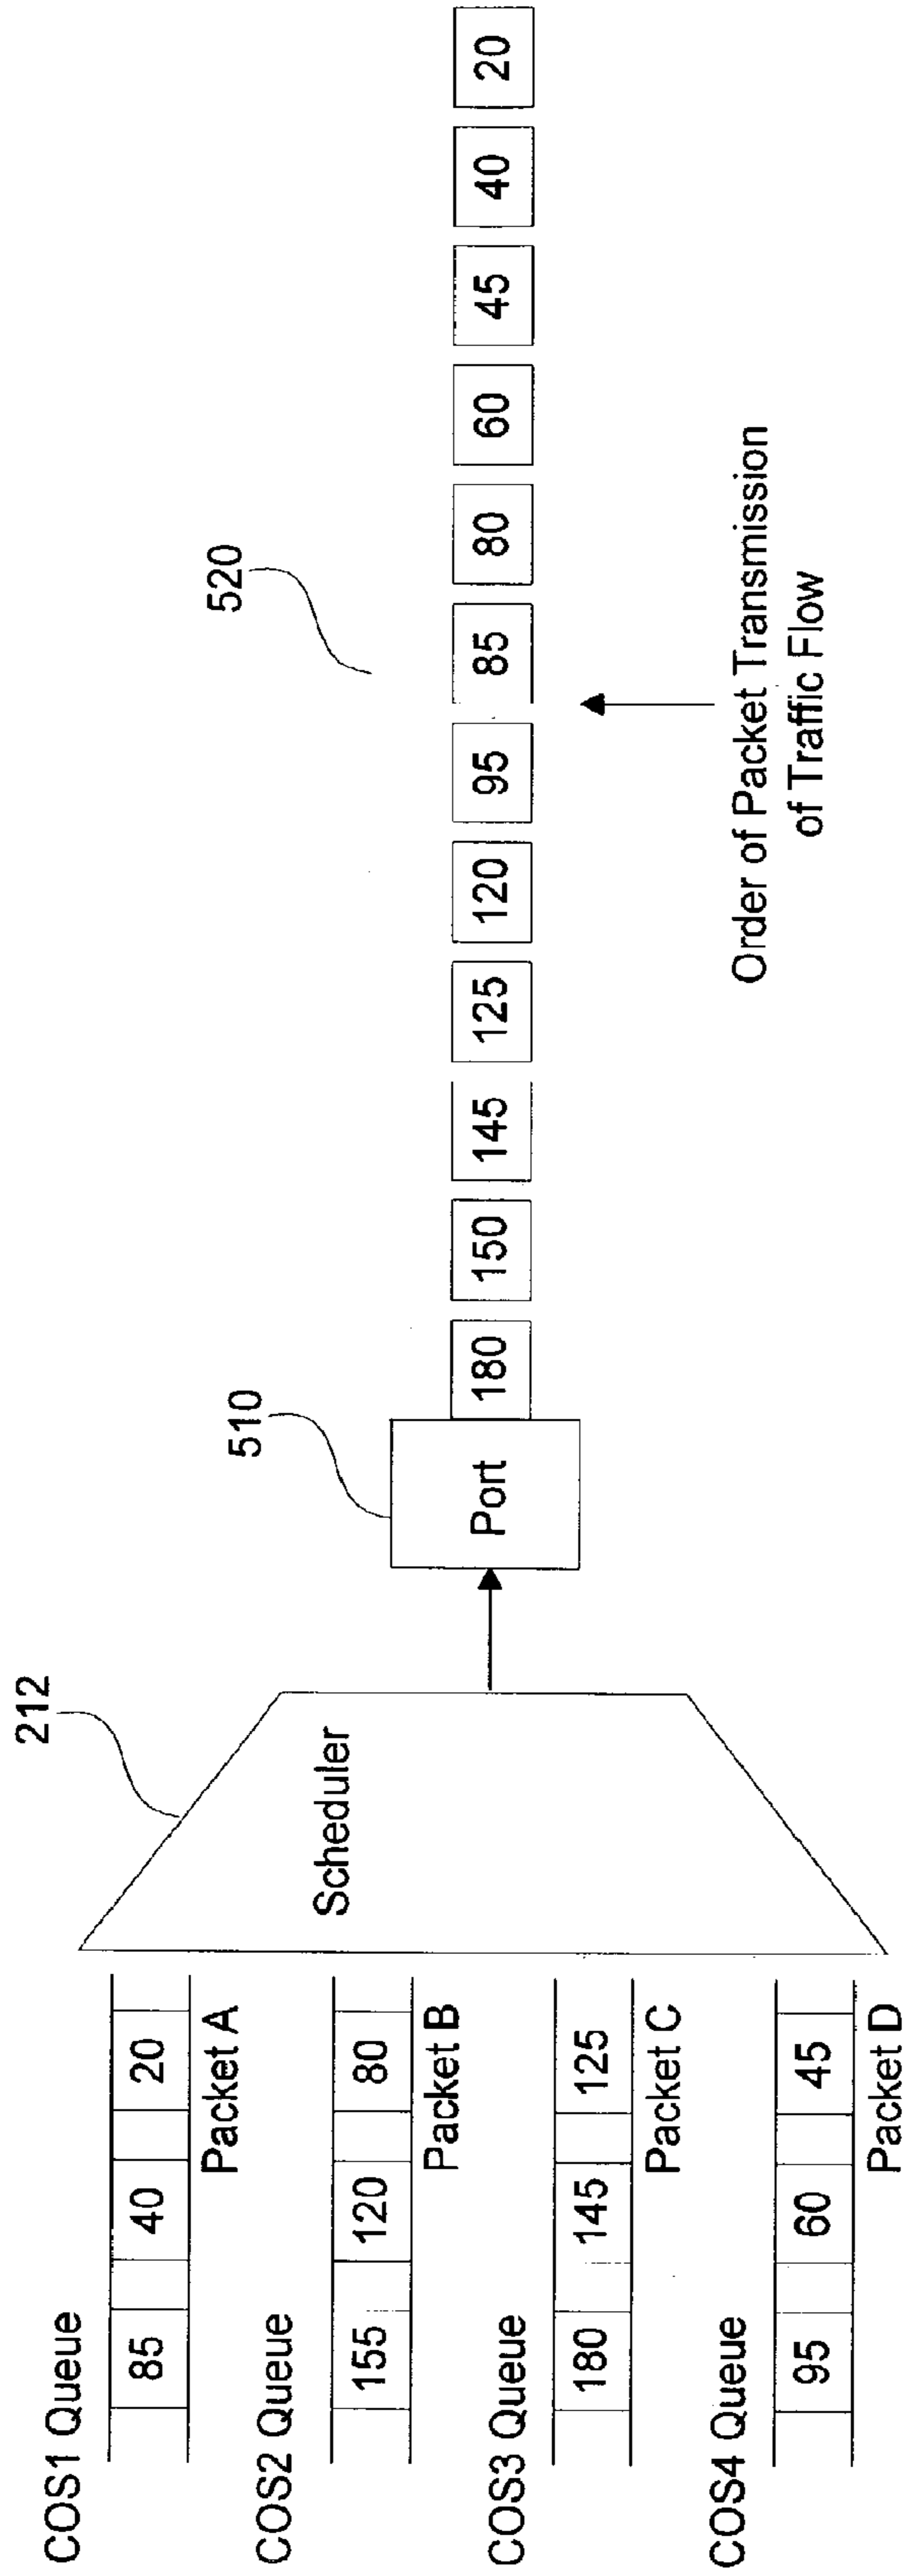 COS1 Queue
85 40 20
Packet A
COS2 Queue
155 120 80
Packet B
COS3 Queue
180 145 125
Packet C
COS4 Queue
95 60 45
Packet D
212
Scheduler
510
Port
180 150 145 125 120 95 85 80 60 45 40 20
520
Order of Packet Transmission
of Traffic Flow